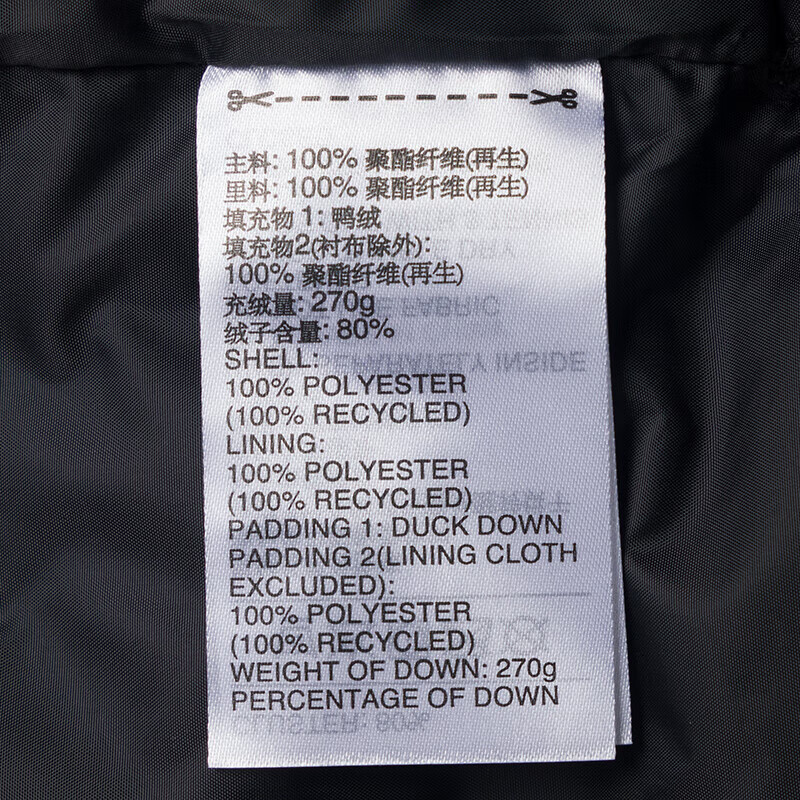 主料: 100% 聚酯纤维(再生)
里料: 100% 聚酯纤维(再生)
填充物 1: 鸭绒
填充物2(衬布除外):
100% 聚酯纤维(再生)
充绒量: 270g
绒子含量: 80%
SHELL:
100% POLYESTER
(100% RECYCLED)
LINING:
100% POLYESTER
(100% RECYCLED)
PADDING 1: DUCK DOWN
PADDING 2(LINING CLOTH
EXCLUDED):
100% POLYESTER
(100% RECYCLED)
WEIGHT OF DOWN: 270g
PERCENTAGE OF DOWN